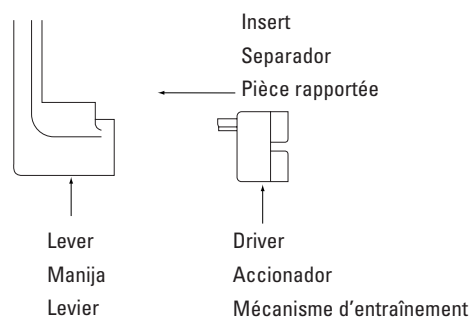 Insert
Separador
Pièce rapportée
Lever
Manija
Levier
Driver
Accionador
Mécanisme d'entraînement